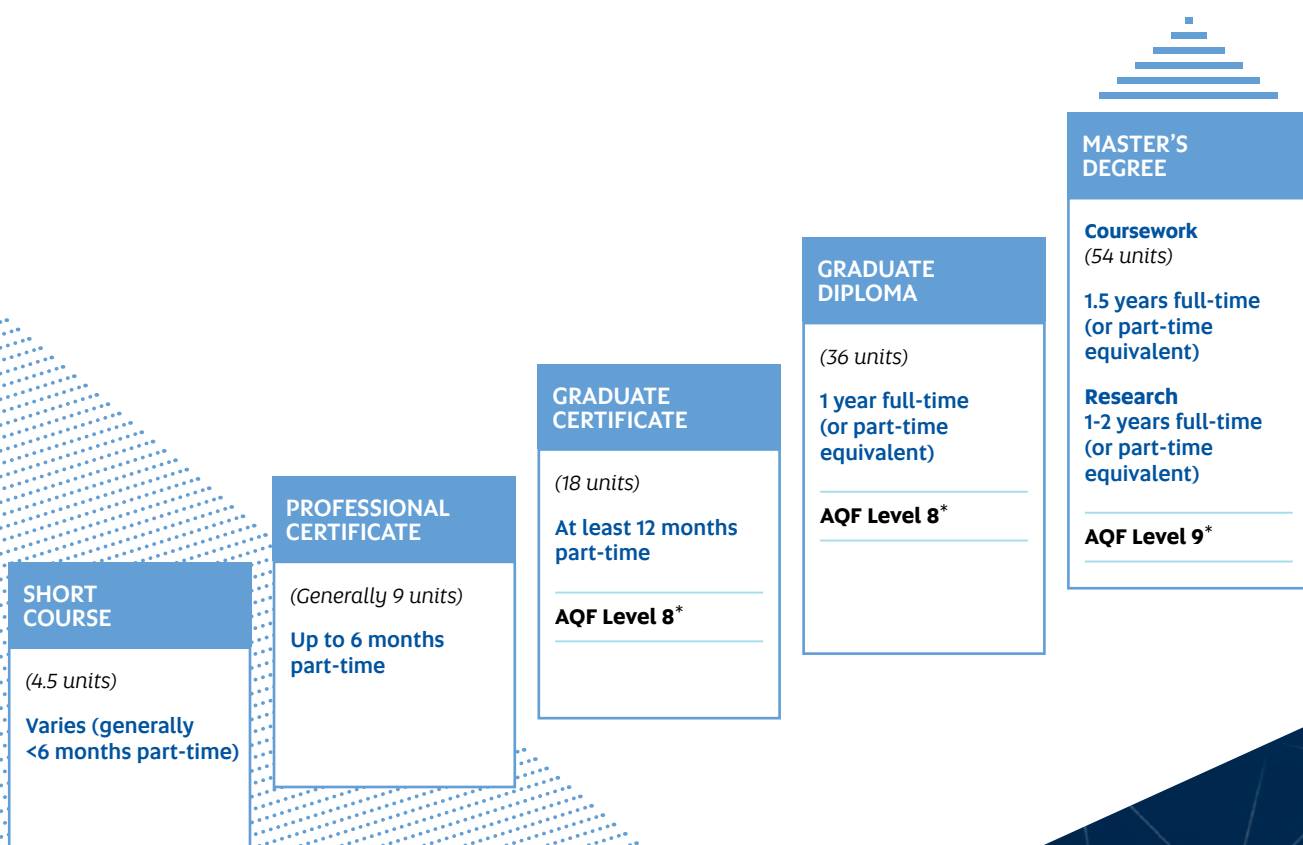 SHORT
COURSE
(4.5 units)
Varies (generally
<6 months part-time)
PROFESSIONAL
CERTIFICATE
(Generally 9 units)
Up to 6 months
part-time
GRADUATE
CERTIFICATE
(18 units)
At least 12 months
part-time
AQF Level 8*
GRADUATE
DIPLOMA
(36 units)
1 year full-time
(or part-time
equivalent)
AQF Level 8*
MASTER'S
DEGREE
Coursework
(54 units)
1.5 years full-time
(or part-time
equivalent)
Research
1-2 years full-time
(or part-time
equivalent)
AQF Level 9*